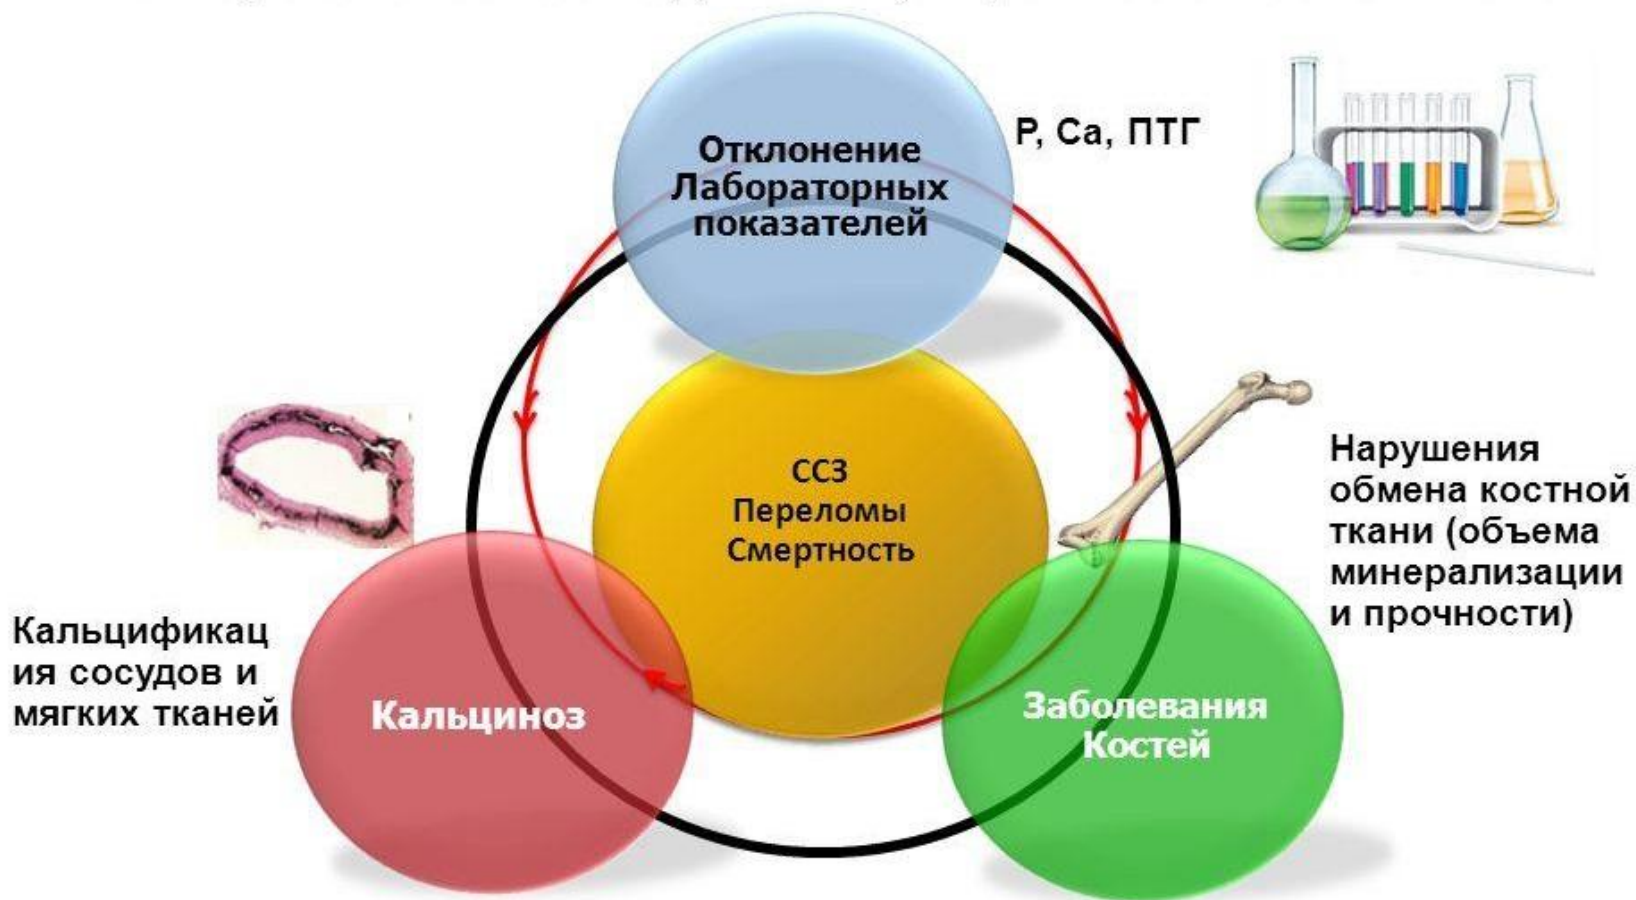 Отклонение
Лабораторных
показателей
P, Ca, ПТГ
ССЗ
Переломы
Смертность
Нарушения
обмена костной
ткани (объема
минерализации
и прочности)
Кальцификац
ия сосудов и
мягких тканей
Кальциноз
Заболевания
Костей